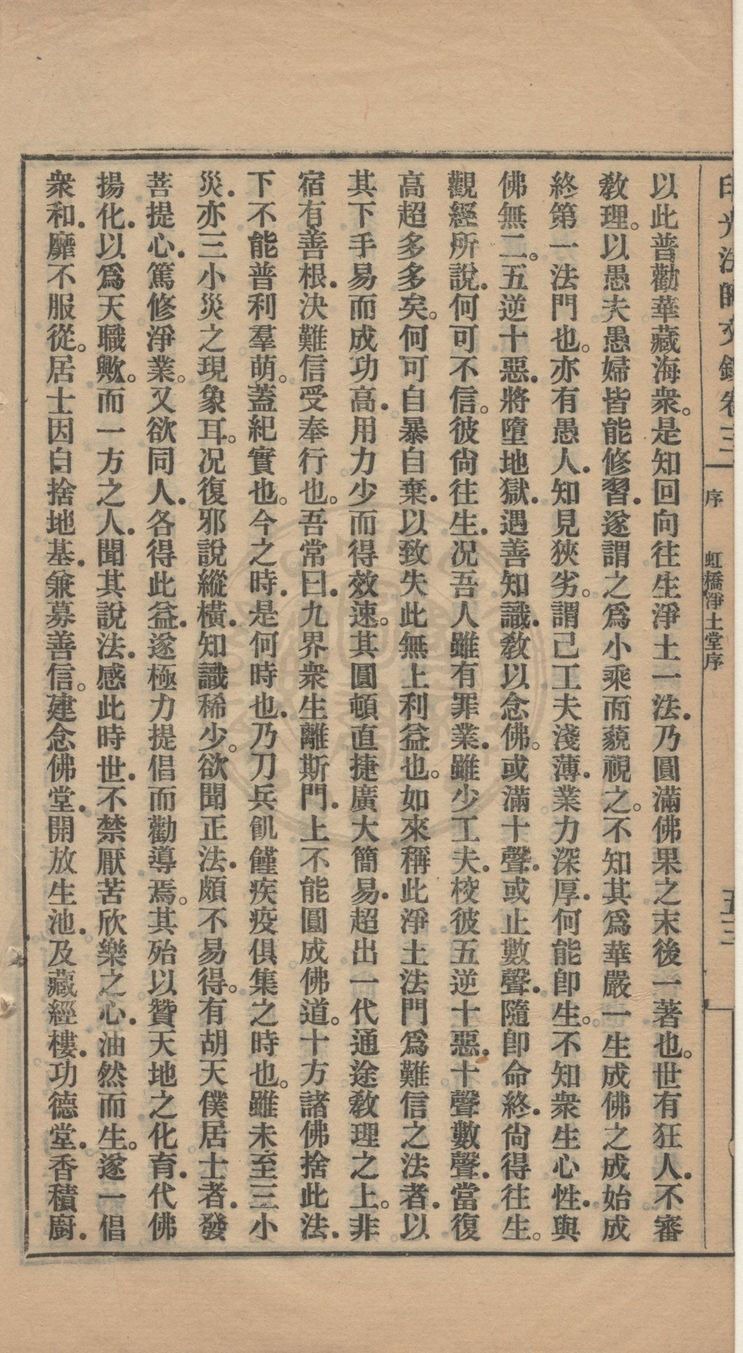 印光法師文鈔卷三 序 虹橋淨土堂序 五三
以此普勸華藏海衆。是知回向往生淨土一法。乃圓滿佛果之末後一著也。世有狂人。不審
敎理。以愚夫愚婦皆能修習。遂謂之爲小乘而藐視之。不知其爲華嚴一生成佛之成始成
終第一法門也。亦有愚人。知見狹劣。謂己工夫淺薄。業力深厚。何能卽生。不知衆生心性。與
佛無二。五逆十惡。將墮地獄。遇善知識。敎以念佛。或滿十聲。或止數聲。隨卽命終。尙得往生。
觀經所說。何可不信。彼尙往生。況吾人雖有罪業。雖少工夫。校彼五逆十惡。十聲數聲。當復
高超多多矣。何可自暴自棄。以致失此無上利益也。如來稱此淨土法門爲難信之法者。以
其下手易而成功高。用力少而得效速。其圓頓直捷。廣大簡易。超出一代通途敎理之上。非
宿有善根。決難信受奉行也。吾常曰。九界衆生離斯門。上不能圓成佛道。十方諸佛捨此法。
下不能普利羣萌。蓋紀實也。今之時。是何時也。乃刀兵飢饉疾疫俱集之時也。雖未至三小
災。亦三小災之現象耳。況復邪說縱橫。知識稀少。欲聞正法。頗不易得。有胡天僕居士者。發
菩提心。篤修淨業。又欲同人。各得此益。遂極力提倡而勸導焉。其殆以贊天地之化育。代佛
揚化。以爲天職歟。而一方之人。聞其說法。感此時世。不禁厭苦欣樂之心。油然而生。遂一倡
衆和。靡不服從。居士因自捨地基。兼募善信。建念佛堂。開放生池。及藏經樓。功德堂。香積廚。